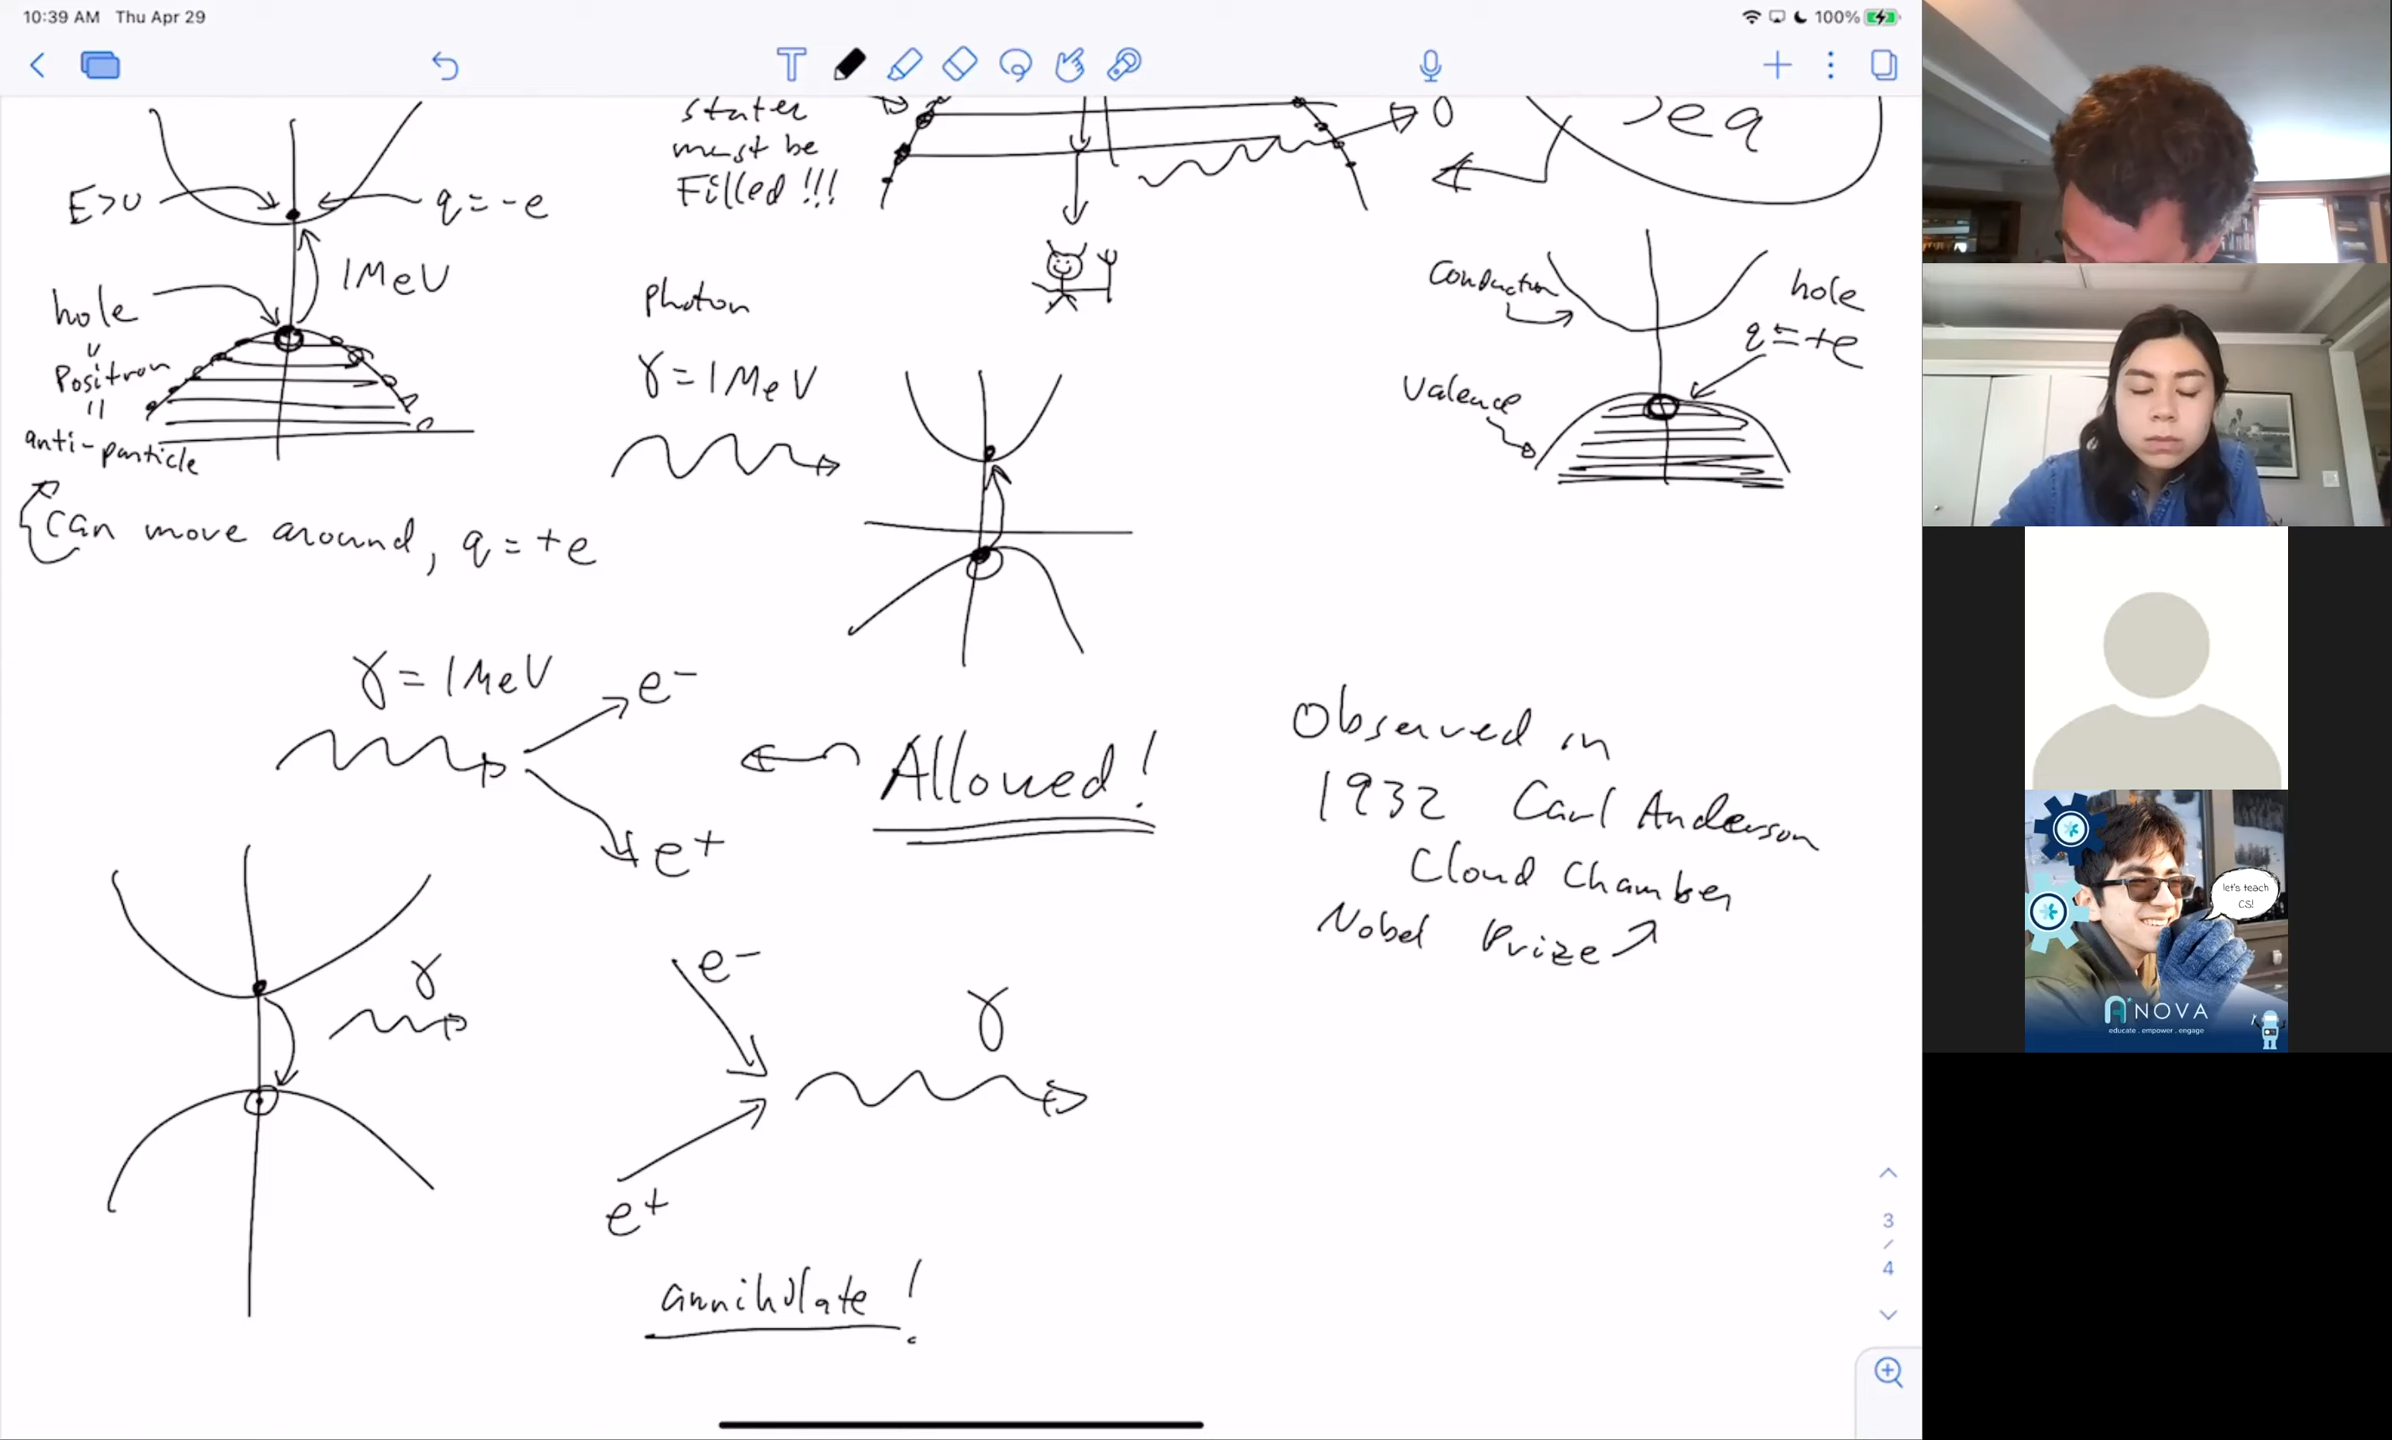 10:39 AM Thu Apr 29
100%
T
states
must be
Filled!!!
0
eq
E>0
q=-e
1MeV
hole
Positron
anti-particle
Can move around, q=+e
Photon
γ=1MeV
Conduction
Valence
hole
q=+e
γ=1MeV
e-
e+
Allowed!
Observed in
1932 Carl Anderson
Cloud Chamber
Nobel Prize
γ
e-
γ
e+
annihilate!
3
/
4
let's teach
CS!
NOVA
educate . empower . engage